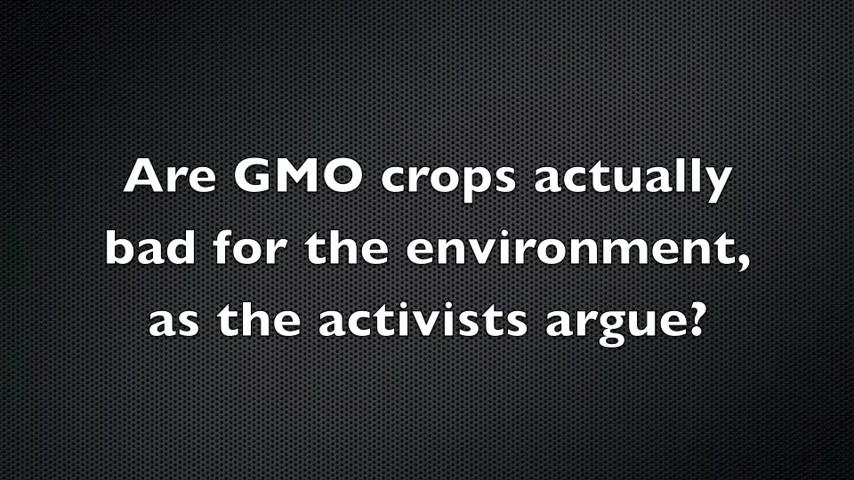 Are GMO crops actually
bad for the environment,
as the activists argue?